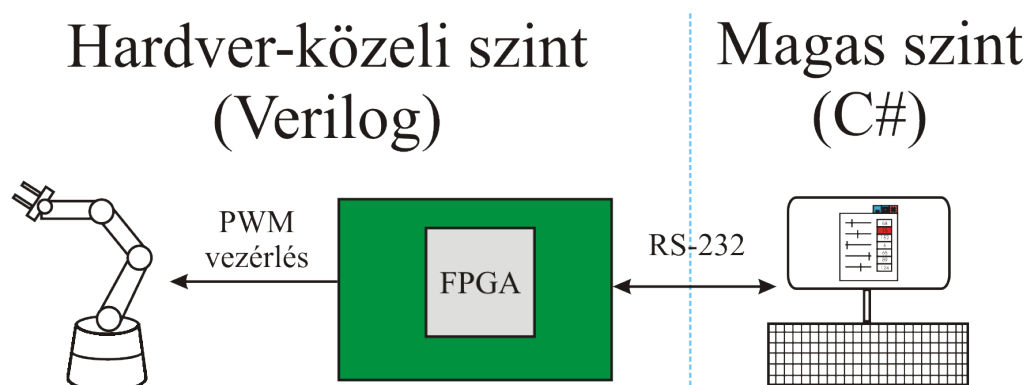 Hardver-közeli szint
(Verilog)
Magas szint
(C#)
PWM
vezérlés
FPGA
RS-232